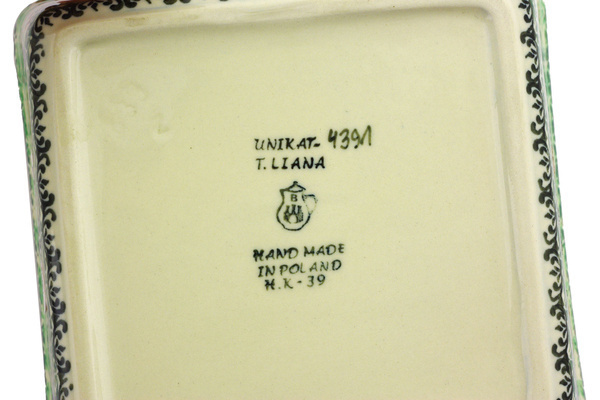 UNIKAT-4391
T. LIANA
B
HAND MADE
IN POLAND
H.K-39